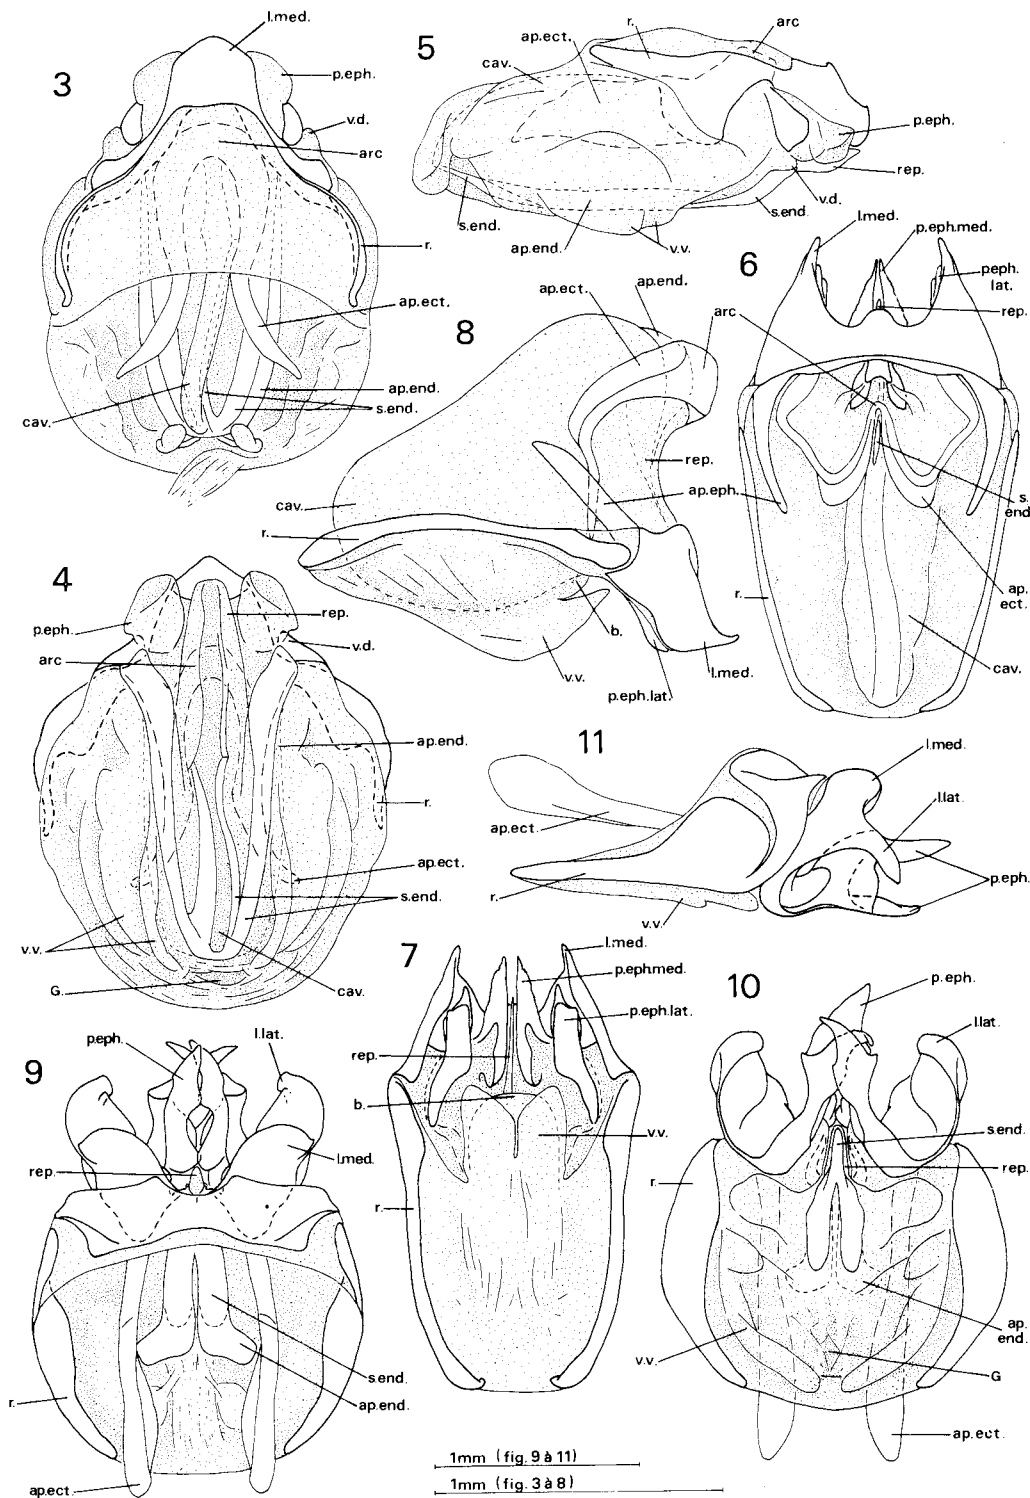 3
l.med.
p.eph.
v.d.
arc
r.
ap.ect.
ap.end.
s.end.
cav.
5
ap.ect.
r.
arc
cav.
p.eph.
rep.
v.d.
s.end.
s.end.
ap.end.
v.v.
8
ap.ect.
ap.end.
arc
rep.
ap.eph.
cav.
r.
b.
v.v.
p.eph.lat.
l.med.
6
l.med.
p.eph.med.
p.eph.
lat.
rep.
arc
s.
end
ap.
ect.
r.
cav.
4
p.eph.
arc
rep.
v.d.
ap.end.
r.
ap.ect.
s.end.
v.v.
G.
cav.
11
l.med.
l.lat.
ap.ect.
p.eph.
r.
v.v.
9
p.eph.
l.lat.
l.med.
rep.
s.end.
ap.end.
r.
ap.ect.
7
l.med.
p.eph.med.
p.eph.lat.
rep.
b.
v.v.
r.
10
p.eph.
l.lat.
s.end.
rep.
r.
ap.
end.
v.v.
G
ap.ect.
1mm (fig. 9 à 11)
1mm (fig. 3 à 8)